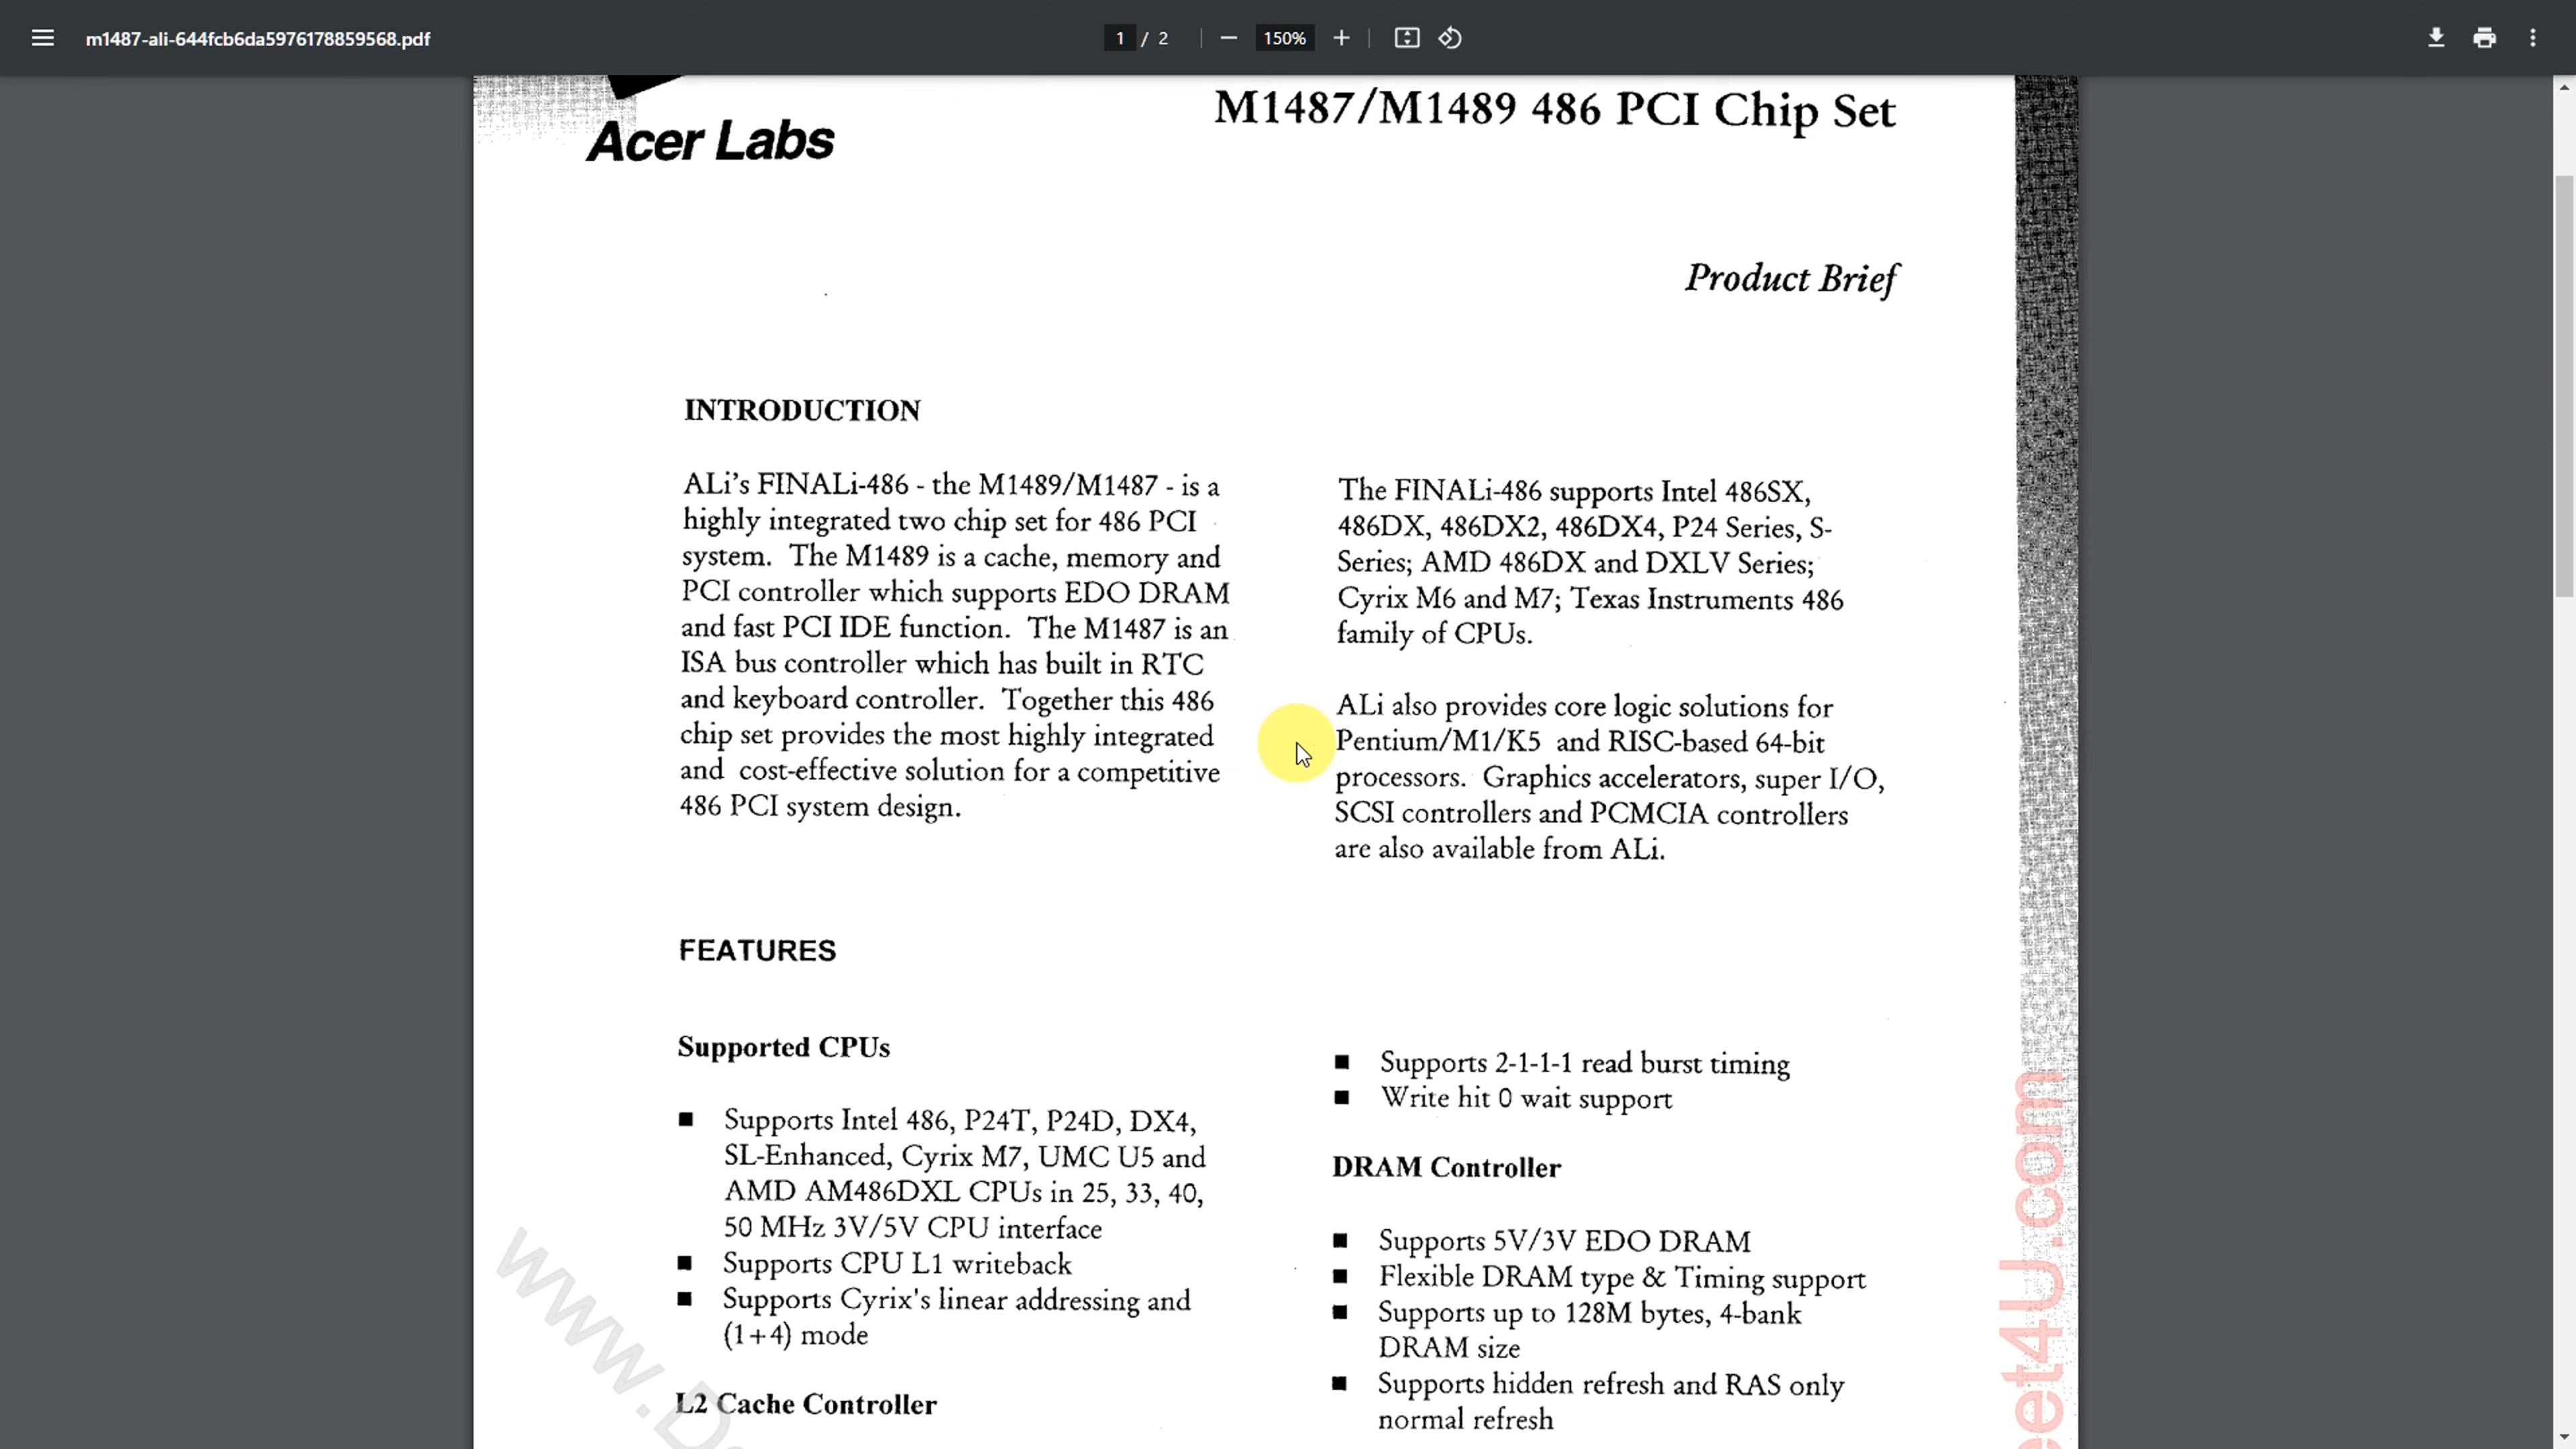 m1487-ali-644fcb6da5976178859568.pdf
1 / 2
150%
Acer Labs
M1487/M1489 486 PCI Chip Set
Product Brief
INTRODUCTION
ALi's FINALi-486 - the M1489/M1487 - is a
highly integrated two chip set for 486 PCI
system. The M1489 is a cache, memory and
PCI controller which supports EDO DRAM
and fast PCI IDE function. The M1487 is an
ISA bus controller which has built in RTC
and keyboard controller. Together this 486
chip set provides the most highly integrated
and cost-effective solution for a competitive
486 PCI system design.
The FINALi-486 supports Intel 486SX,
486DX, 486DX2, 486DX4, P24 Series, S-
Series; AMD 486DX and DXLV Series;
Cyrix M6 and M7; Texas Instruments 486
family of CPUs.
ALi also provides core logic solutions for
Pentium/M1/K5 and RISC-based 64-bit
processors. Graphics accelerators, super I/O,
SCSI controllers and PCMCIA controllers
are also available from ALi.
FEATURES
Supported CPUs
■ Supports Intel 486, P24T, P24D, DX4,
SL-Enhanced, Cyrix M7, UMC U5 and
AMD AM486DXL CPUs in 25, 33, 40,
50 MHz 3V/5V CPU interface
■ Supports CPU L1 writeback
■ Supports Cyrix's linear addressing and
(1+4) mode
L2 Cache Controller
■ Supports 2-1-1-1 read burst timing
■ Write hit 0 wait support
DRAM Controller
■ Supports 5V/3V EDO DRAM
■ Flexible DRAM type & Timing support
■ Supports up to 128M bytes, 4-bank
DRAM size
■ Supports hidden refresh and RAS only
normal refresh
www.D
et4U.com